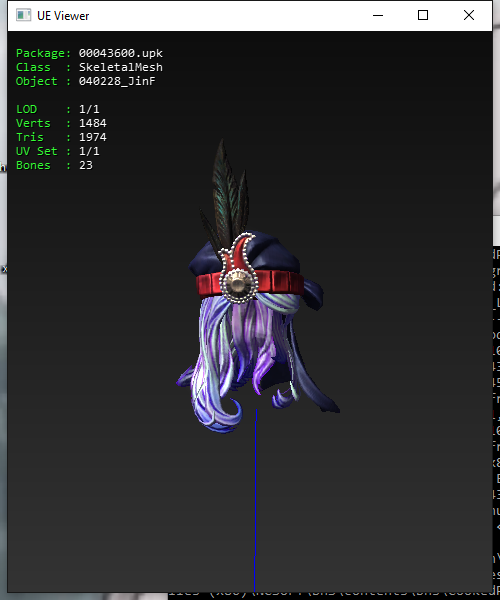 UE Viewer
Package: 00043600.upk
Class  : SkeletalMesh
Object : 040228_JinF
LOD    : 1/1
Verts  : 1484
Tris   : 1974
UV Set : 1/1
Bones  : 23